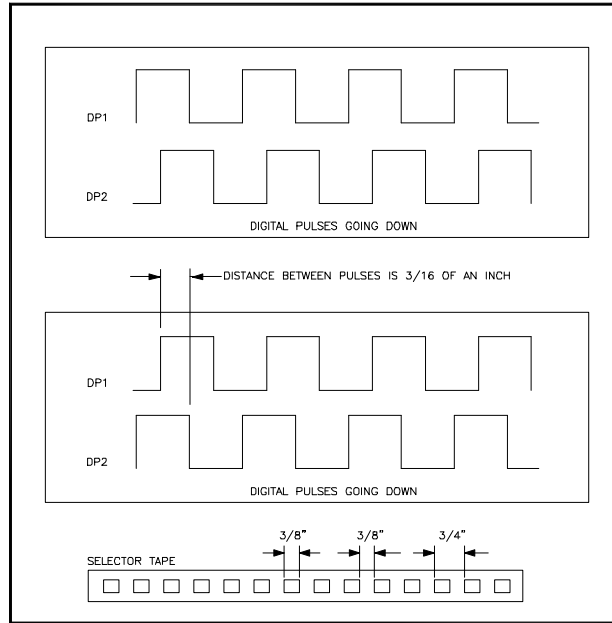 DP1
DP2
DIGITAL PULSES GOING DOWN
DISTANCE BETWEEN PULSES IS 3/16 OF AN INCH
DP1
DP2
DIGITAL PULSES GOING DOWN
3/8" 3/8" 3/4"
SELECTOR TAPE